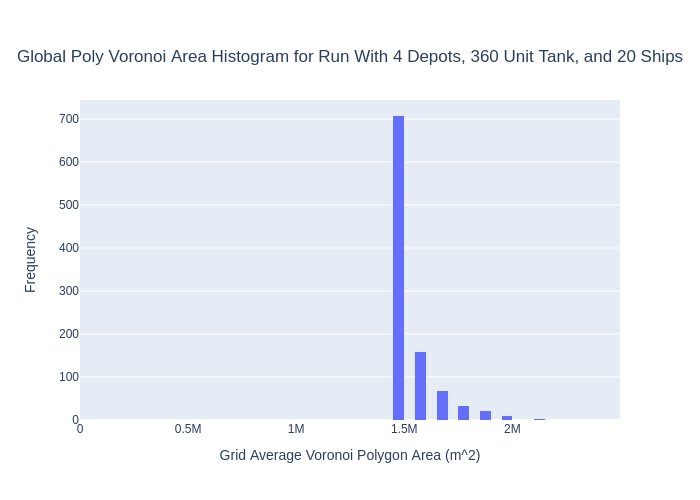 Global Poly Voronoi Area Histogram for Run With 4 Depots, 360 Unit Tank, and 20 Ships
700
600
500
400
300
200
100
0
Frequency
0
0.5M
1M
1.5M
2M
Grid Average Voronoi Polygon Area (m^2)